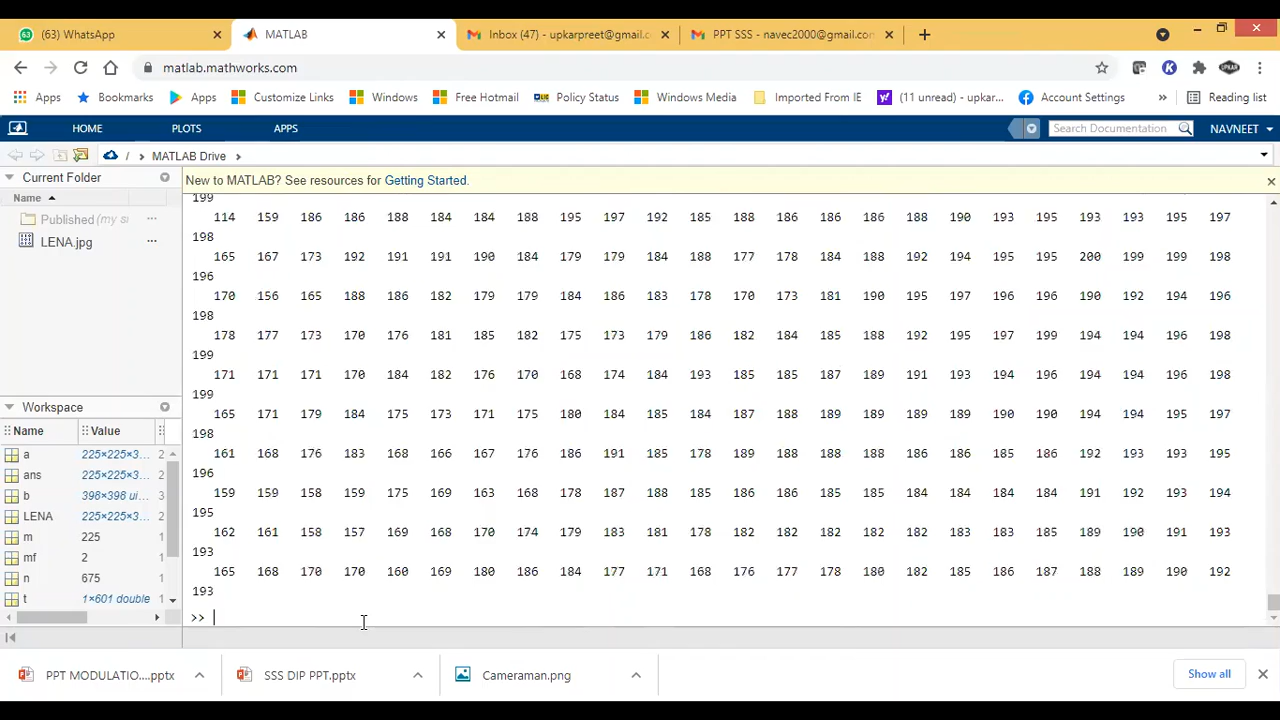 (63) WhatsApp
MATLAB
Inbox (47) - upkarpreet@gmail.c
PPT SSS - navec2000@gmail.com
matlab.mathworks.com
Apps Bookmarks Apps Customize Links Windows Free Hotmail Policy Status Windows Media Imported From IE (11 unread) - upkar... Account Settings » Reading list
HOME PLOTS APPS Search Documentation NAVNEET
/ MATLAB Drive
Current Folder
Name
Published (my si
LENA.jpg
New to MATLAB? See resources for Getting Started.
199
114 159 186 186 188 184 184 188 195 197 192 185 188 186 186 186 188 190 193 195 193 193 195 197
198
165 167 173 192 191 191 190 184 179 179 184 188 177 178 184 188 192 194 195 195 200 199 199 198
196
170 156 165 188 186 182 179 179 184 186 183 178 170 173 181 190 195 197 196 196 190 192 194 196
198
178 177 173 170 176 181 185 182 175 173 179 186 182 184 185 188 192 195 197 199 194 194 196 198
199
171 171 171 170 184 182 176 170 168 174 184 193 185 185 187 189 191 193 194 196 194 194 196 198
199
165 171 179 184 175 173 171 175 180 184 185 184 187 188 189 189 189 189 190 190 194 194 195 197
198
161 168 176 183 168 166 167 176 186 191 185 178 189 188 188 188 186 186 185 186 192 193 193 195
196
159 159 158 159 175 169 163 168 178 187 188 185 186 186 185 185 184 184 184 184 191 192 193 194
195
162 161 158 157 169 168 170 174 179 183 181 178 182 182 182 182 182 183 183 185 189 190 191 193
193
165 168 170 170 160 169 180 186 184 177 171 168 176 177 178 180 182 185 186 187 188 189 190 192
193
>>
Workspace
Name Value
a 225×225×3... 2
ans 225×225×3... 2
b 398×398 ui... 3
LENA 225×225×3... 2
m 225 1
mf 2 1
n 675 1
t 1×601 double 1
PPT MODULATIO....pptx
SSS DIP PPT.pptx
Cameraman.png
Show all